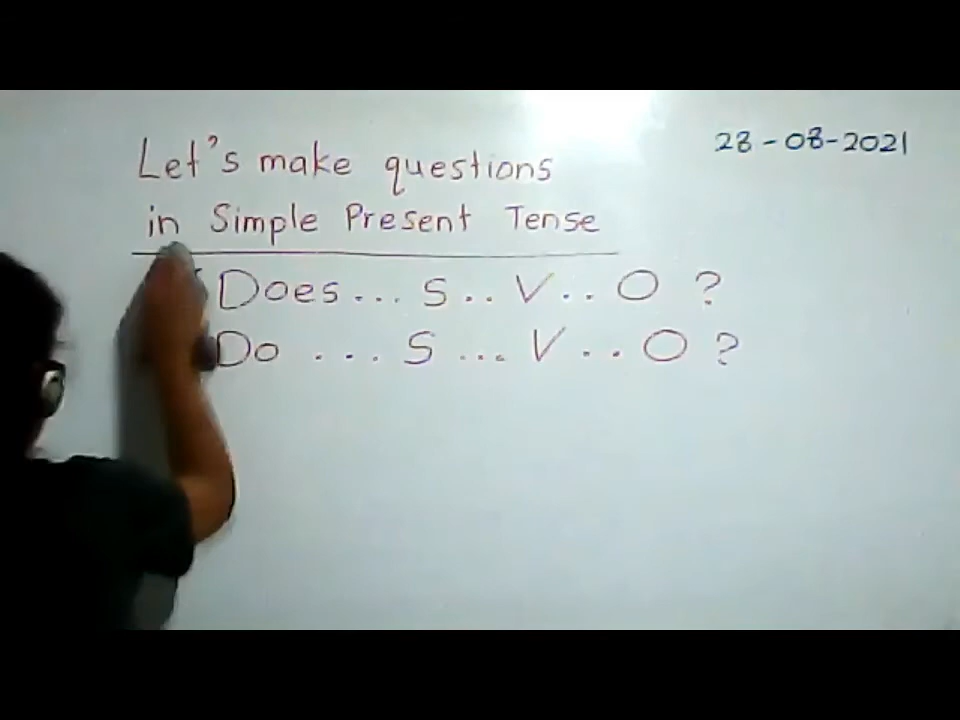 28-08-2021
Let's make questions
in Simple Present Tense
Does... S.. V.. O ?
Do ... S ... V .. O ?